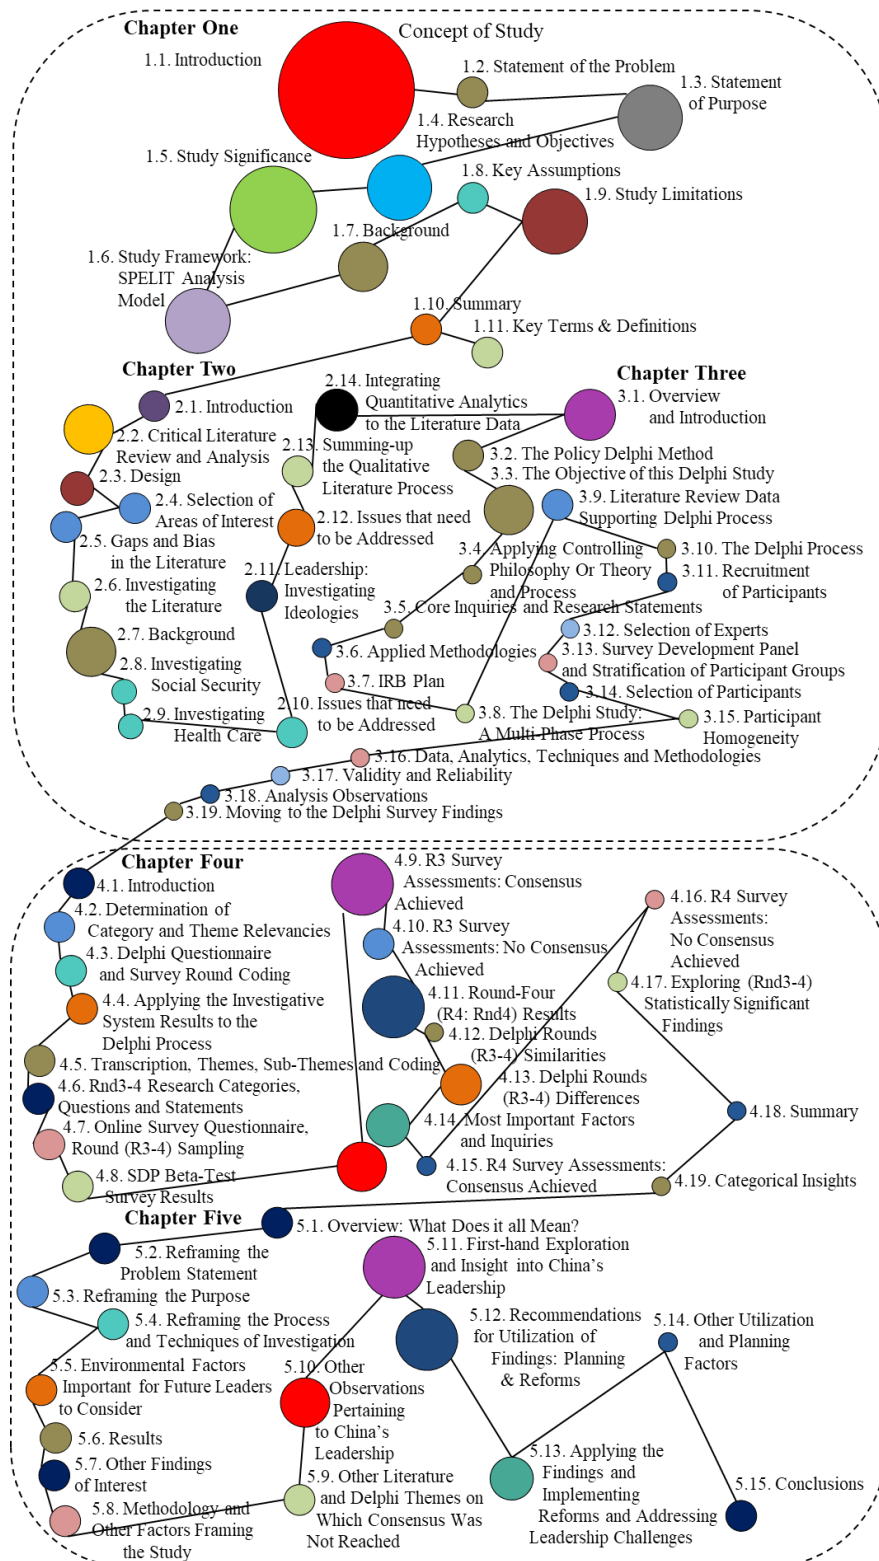 Chapter One
Concept of Study
1.1. Introduction
1.2. Statement of the Problem
1.3. Statement
of Purpose
1.4. Research
Hypotheses and Objectives
1.5. Study Significance
1.8. Key Assumptions
1.9. Study Limitations
1.7. Background
1.6. Study Framework:
SPELIT Analysis
Model
1.10. Summary
1.11. Key Terms & Definitions
Chapter Two
2.1. Introduction
2.2. Critical Literature
Review and Analysis
2.3. Design
2.4. Selection of
Areas of Interest
2.5. Gaps and Bias
in the Literature
2.6. Investigating
the Literature
2.7. Background
2.8. Investigating
Social Security
2.9. Investigating
Health Care
2.10. Issues that need
to be Addressed
2.11. Leadership:
Investigating
Ideologies
2.12. Issues that need
to be Addressed
2.13. Summing-up
the Qualitative
Literature Process
2.14. Integrating
Quantitative Analytics
to the Literature Data
Chapter Three
3.1. Overview
and Introduction
3.2. The Policy Delphi Method
3.3. The Objective of this Delphi Study
3.9. Literature Review Data
Supporting Delphi Process
3.4. Applying Controlling
Philosophy Or Theory
and Process
3.10. The Delphi Process
3.11. Recruitment
of Participants
3.5. Core Inquiries and Research Statements
3.12. Selection of Experts
3.6. Applied Methodologies
3.13. Survey Development Panel
and Stratification of Participant Groups
3.7. IRB Plan
3.14. Selection of Participants
3.8. The Delphi Study:
A Multi-Phase Process
3.15. Participant
Homogeneity
3.16. Data, Analytics, Techniques and Methodologies
3.17. Validity and Reliability
3.18. Analysis Observations
3.19. Moving to the Delphi Survey Findings
Chapter Four
4.1. Introduction
4.2. Determination of
Category and Theme Relevancies
4.3. Delphi Questionnaire
and Survey Round Coding
4.4. Applying the Investigative
System Results to the
Delphi Process
4.5. Transcription, Themes, Sub-Themes and Coding
4.6. Rnd3-4 Research Categories,
Questions and Statements
4.7. Online Survey Questionnaire,
Round (R3-4) Sampling
4.8. SDP Beta-Test
Survey Results
4.9. R3 Survey
Assessments: Consensus
Achieved
4.10. R3 Survey
Assessments: No Consensus
Achieved
4.11. Round-Four
(R4: Rnd4) Results
4.12. Delphi Rounds
(R3-4) Similarities
4.13. Delphi Rounds
(R3-4) Differences
4.14. Most Important Factors
and Inquiries
4.15. R4 Survey Assessments:
Consensus Achieved
4.16. R4 Survey
Assessments:
No Consensus
Achieved
4.17. Exploring (Rnd3-4)
Statistically Significant
Findings
4.18. Summary
4.19. Categorical Insights
Chapter Five
5.1. Overview: What Does it all Mean?
5.2. Reframing the
Problem Statement
5.3. Reframing the Purpose
5.4. Reframing the Process
and Techniques of Investigation
5.5. Environmental Factors
Important for Future Leaders
to Consider
5.6. Results
5.7. Other Findings
of Interest
5.8. Methodology and
Other Factors Framing
the Study
5.9. Other Literature
and Delphi Themes on
Which Consensus Was
Not Reached
5.10. Other
Observations
Pertaining
to China's
Leadership
5.11. First-hand Exploration
and Insight into China's
Leadership
5.12. Recommendations
for Utilization of
Findings: Planning
& Reforms
5.13. Applying the
Findings and
Implementing
Reforms and Addressing
Leadership Challenges
5.14. Other Utilization
and Planning
Factors
5.15. Conclusions